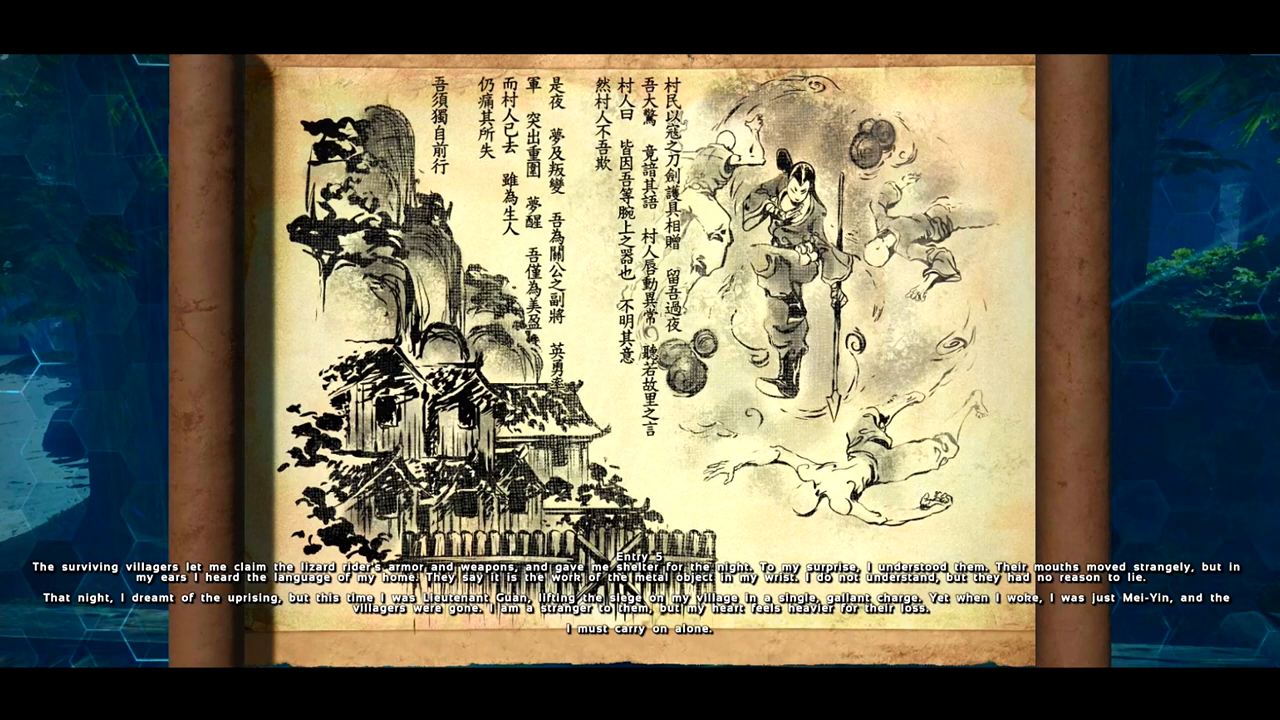 村民以寇之刀劍護具相贈 留吾過夜
吾大驚 竟諳其語 村人唇動異常 聽若故里之言
村人曰 皆因吾等腕上之器也 不明其意
然村人不吾欺
是夜 夢及叛變 吾為關公之副將 英勇
軍 突出重圍 夢醒 吾僅為美盈
而村人已去 雖為生人
仍痛其所失
吾須獨自前行
Entry 5
The surviving villagers let me claim the lizard rider's armor and weapons, and gave me shelter for the night. To my surprise, I understood them. Their mouths moved strangely, but in
my ears I heard the language of my home. They say it is the work of the metal object in my wrist. I do not understand, but they had no reason to lie.
That night, I dreamt of the uprising, but this time I was Lieutenant Guan, lifting the siege on my village in a single, gallant charge. Yet when I woke, I was just Mei-Yin, and the
villagers were gone. I am a stranger to them, but my heart feels heavier for their loss.
I must carry on alone.